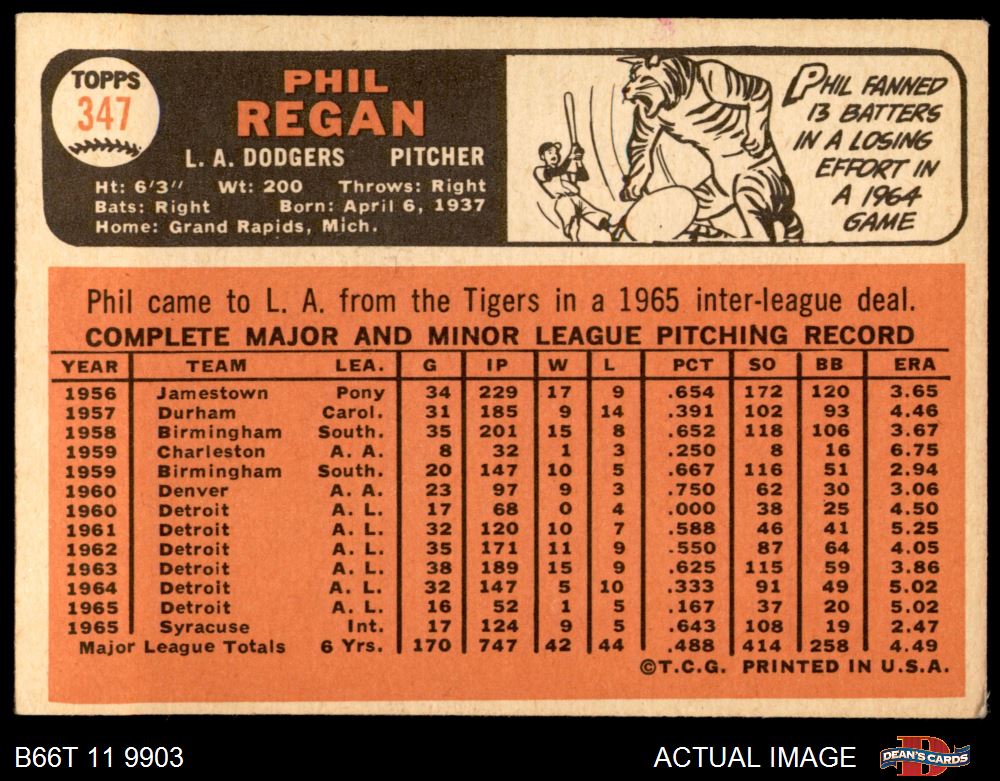 TOPPS
347
PHIL
REGAN
L. A. DODGERS PITCHER
Ht: 6'3" Wt: 200 Throws: Right
Bats: Right Born: April 6, 1937
Home: Grand Rapids, Mich.
PHIL FANNED
13 BATTERS
IN A LOSING
EFFORT IN
A 1964
GAME
Phil came to L. A. from the Tigers in a 1965 inter-league deal.
COMPLETE MAJOR AND MINOR LEAGUE PITCHING RECORD
YEAR TEAM LEA. G IP W L PCT SO BB ERA
1956 Jamestown Pony 34 229 17 9 .654 172 120 3.65
1957 Durham Carol. 31 185 9 14 .391 102 93 4.46
1958 Birmingham South. 35 201 15 8 .652 118 106 3.67
1959 Charleston A. A. 8 32 1 3 .250 8 16 6.75
1959 Birmingham South. 20 147 10 5 .667 116 51 2.94
1960 Denver A. A. 23 97 9 3 .750 62 30 3.06
1960 Detroit A. L. 17 68 0 4 .000 38 25 4.50
1961 Detroit A. L. 32 120 10 7 .588 46 41 5.25
1962 Detroit A. L. 35 171 11 9 .550 87 64 4.05
1963 Detroit A. L. 38 189 15 9 .625 115 59 3.86
1964 Detroit A. L. 32 147 5 10 .333 91 49 5.02
1965 Detroit A. L. 16 52 1 5 .167 37 20 5.02
1965 Syracuse Int. 17 124 9 5 .643 108 19 2.47
Major League Totals 6 Yrs. 170 747 42 44 .488 414 258 4.49
©T.C.G. PRINTED IN U.S.A.
B66T 11 9903 ACTUAL IMAGE DEAN'S CARDS